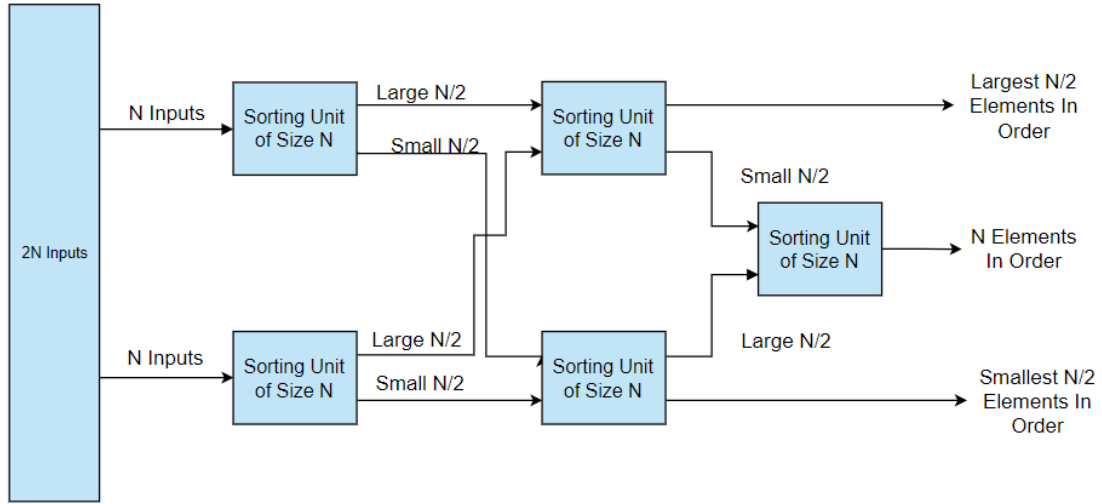 2N Inputs
N Inputs
Sorting Unit
of Size N
Large N/2
Small N/2
Sorting Unit
of Size N
Largest N/2
Elements In
Order
Small N/2
Sorting Unit
of Size N
N Elements
In Order
N Inputs
Sorting Unit
of Size N
Large N/2
Small N/2
Sorting Unit
of Size N
Large N/2
Smallest N/2
Elements In
Order